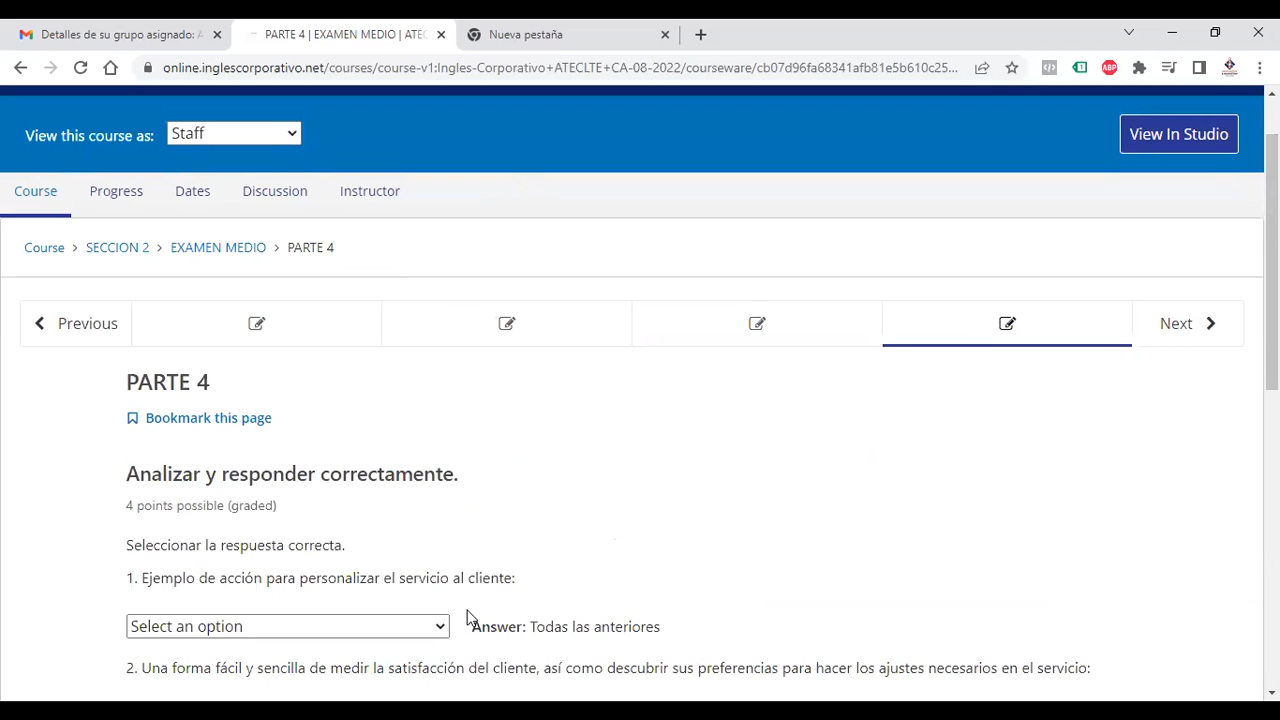 Detalles de su grupo asignado: A
PARTE 4 | EXAMEN MEDIO | ATEC
Nueva pestaña
online.inglescorporativo.net/courses/course-v1:Ingles-Corporativo+ATECLTE+CA-08-2022/courseware/cb07d96fa68341afb81e5b610c25...
ABP
View this course as:
Staff
View In Studio
Course
Progress
Dates
Discussion
Instructor
Course > SECCION 2 > EXAMEN MEDIO > PARTE 4
Previous
Next
PARTE 4
Bookmark this page
Analizar y responder correctamente.
4 points possible (graded)
Seleccionar la respuesta correcta.
1. Ejemplo de acción para personalizar el servicio al cliente:
Select an option
Answer: Todas las anteriores
2. Una forma fácil y sencilla de medir la satisfacción del cliente, así como descubrir sus preferencias para hacer los ajustes necesarios en el servicio: